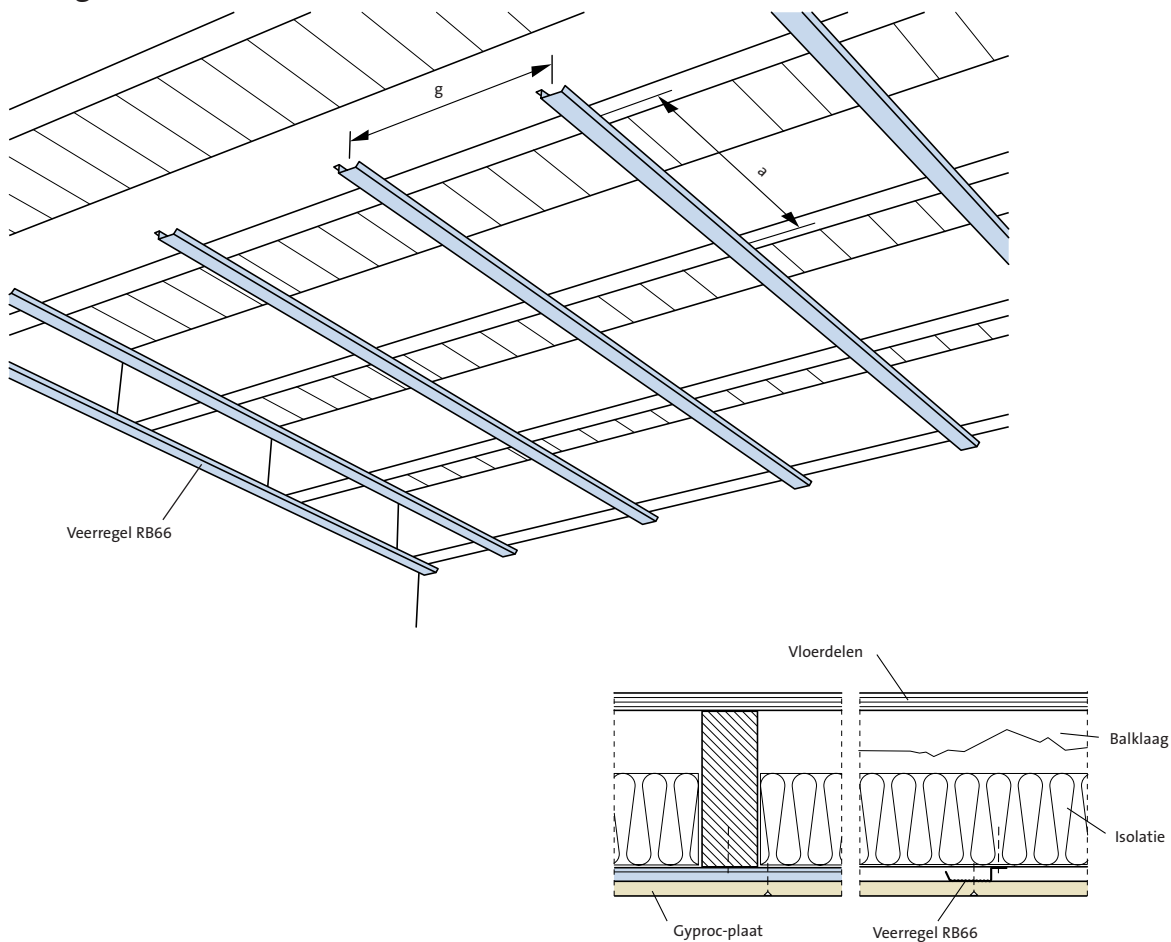 g
a
Veerregel RB66
Vloerdelen
Balklaag
Isolatie
Gyproc-plaat
Veerregel RB66